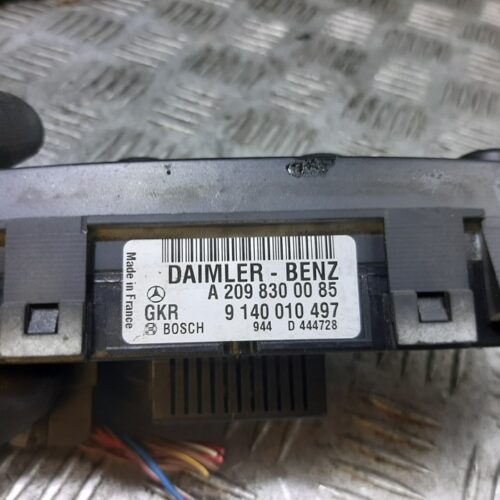 DAIMLER - BENZ
A 209 830 00 85
GKR 9 140 010 497
BOSCH 944 D 444728
Made in France